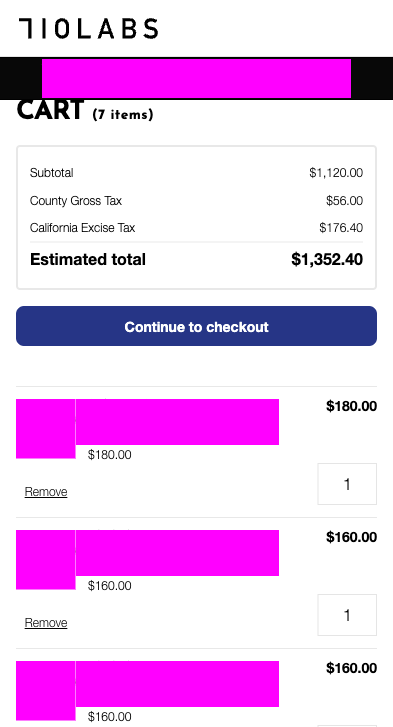 710LABS
CART (7 items)
Subtotal $1,120.00
County Gross Tax $56.00
California Excise Tax $176.40
Estimated total $1,352.40
Continue to checkout
$180.00
$180.00
Remove 1
$160.00
$160.00
Remove 1
$160.00
$160.00